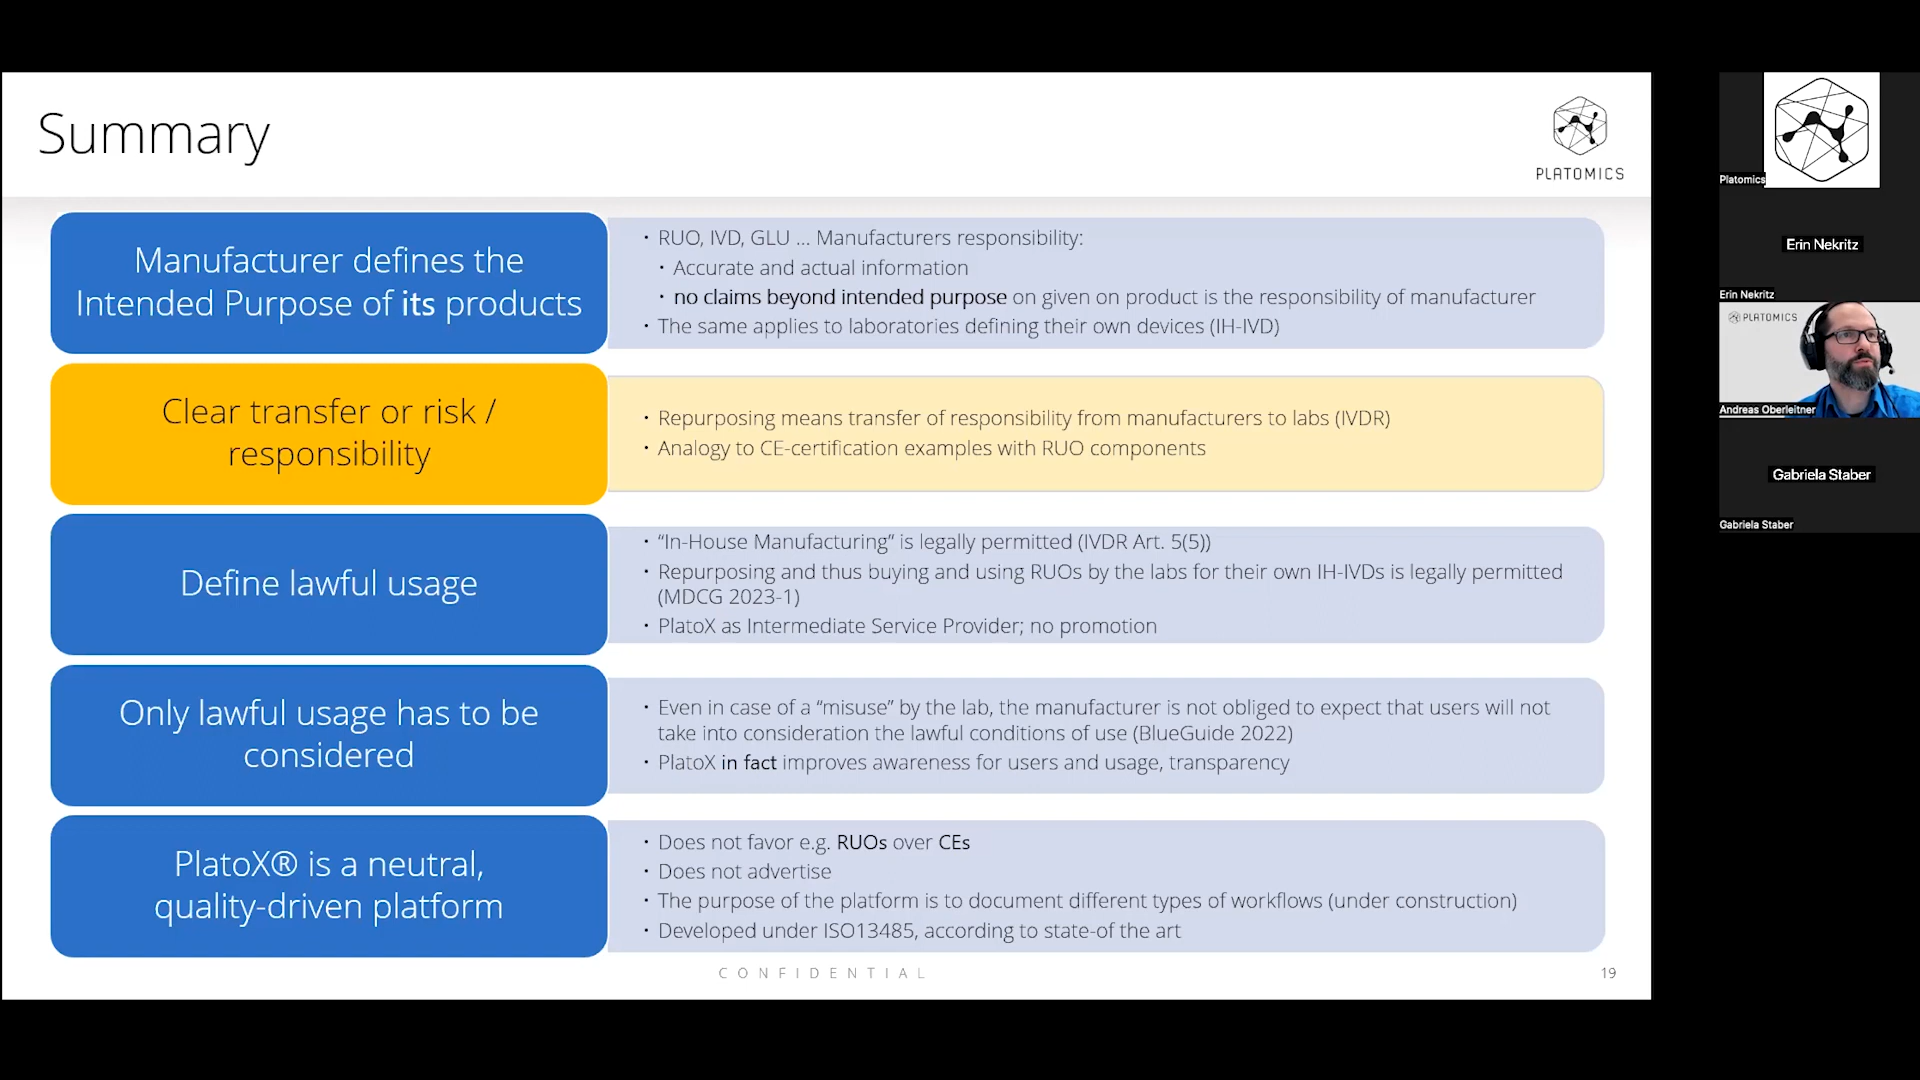 Summary
PLATOMICS
Manufacturer defines the
Intended Purpose of its products
• RUO, IVD, GLU ... Manufacturers responsibility:
• Accurate and actual information
• no claims beyond intended purpose on given on product is the responsibility of manufacturer
• The same applies to laboratories defining their own devices (IH-IVD)
Clear transfer or risk /
responsibility
• Repurposing means transfer of responsibility from manufacturers to labs (IVDR)
• Analogy to CE-certification examples with RUO components
Define lawful usage
• “In-House Manufacturing” is legally permitted (IVDR Art. 5(5))
• Repurposing and thus buying and using RUOs by the labs for their own IH-IVDs is legally permitted
(MDCG 2023-1)
• PlatoX as Intermediate Service Provider; no promotion
Only lawful usage has to be
considered
• Even in case of a “misuse” by the lab, the manufacturer is not obliged to expect that users will not
take into consideration the lawful conditions of use (BlueGuide 2022)
• PlatoX in fact improves awareness for users and usage, transparency
PlatoX® is a neutral,
quality-driven platform
• Does not favor e.g. RUOs over CEs
• Does not advertise
• The purpose of the platform is to document different types of workflows (under construction)
• Developed under ISO13485, according to state-of the art
CONFIDENTIAL
19
Platomics
Erin Nekritz
Erin Nekritz
PLATOMICS
Andreas Oberleitner
Gabriela Staber
Gabriela Staber